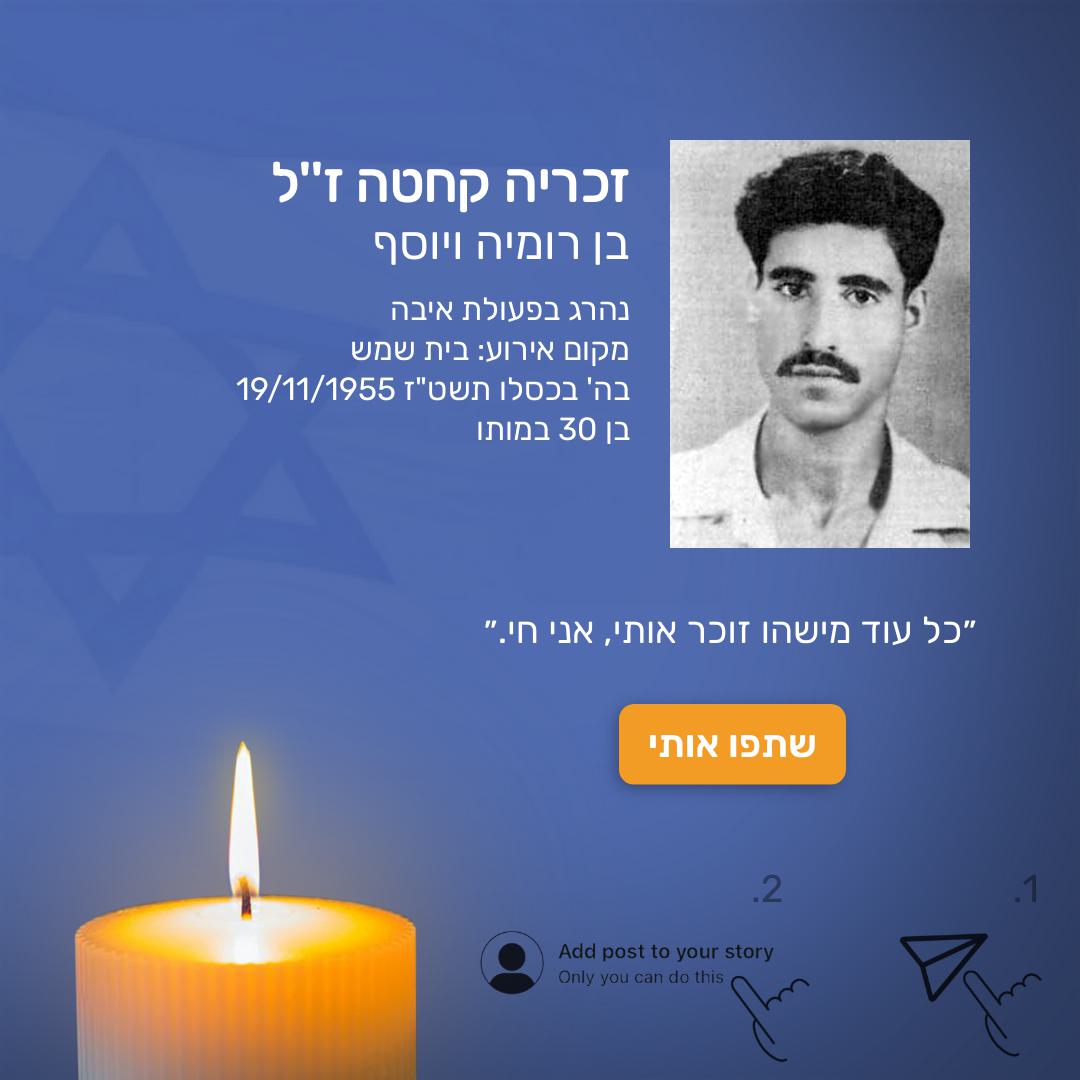 זכריה קחטה ז"ל
בן רומיה ויוסף
נהרג בפעולת איבה
מקום אירוע: בית שמש
בה' בכסלו תשט"ז 19/11/1955
בן 30 במותו
״כל עוד מישהו זוכר אותי, אני חי.״
שתפו אותי
.1
.2
Add post to your story
Only you can do this